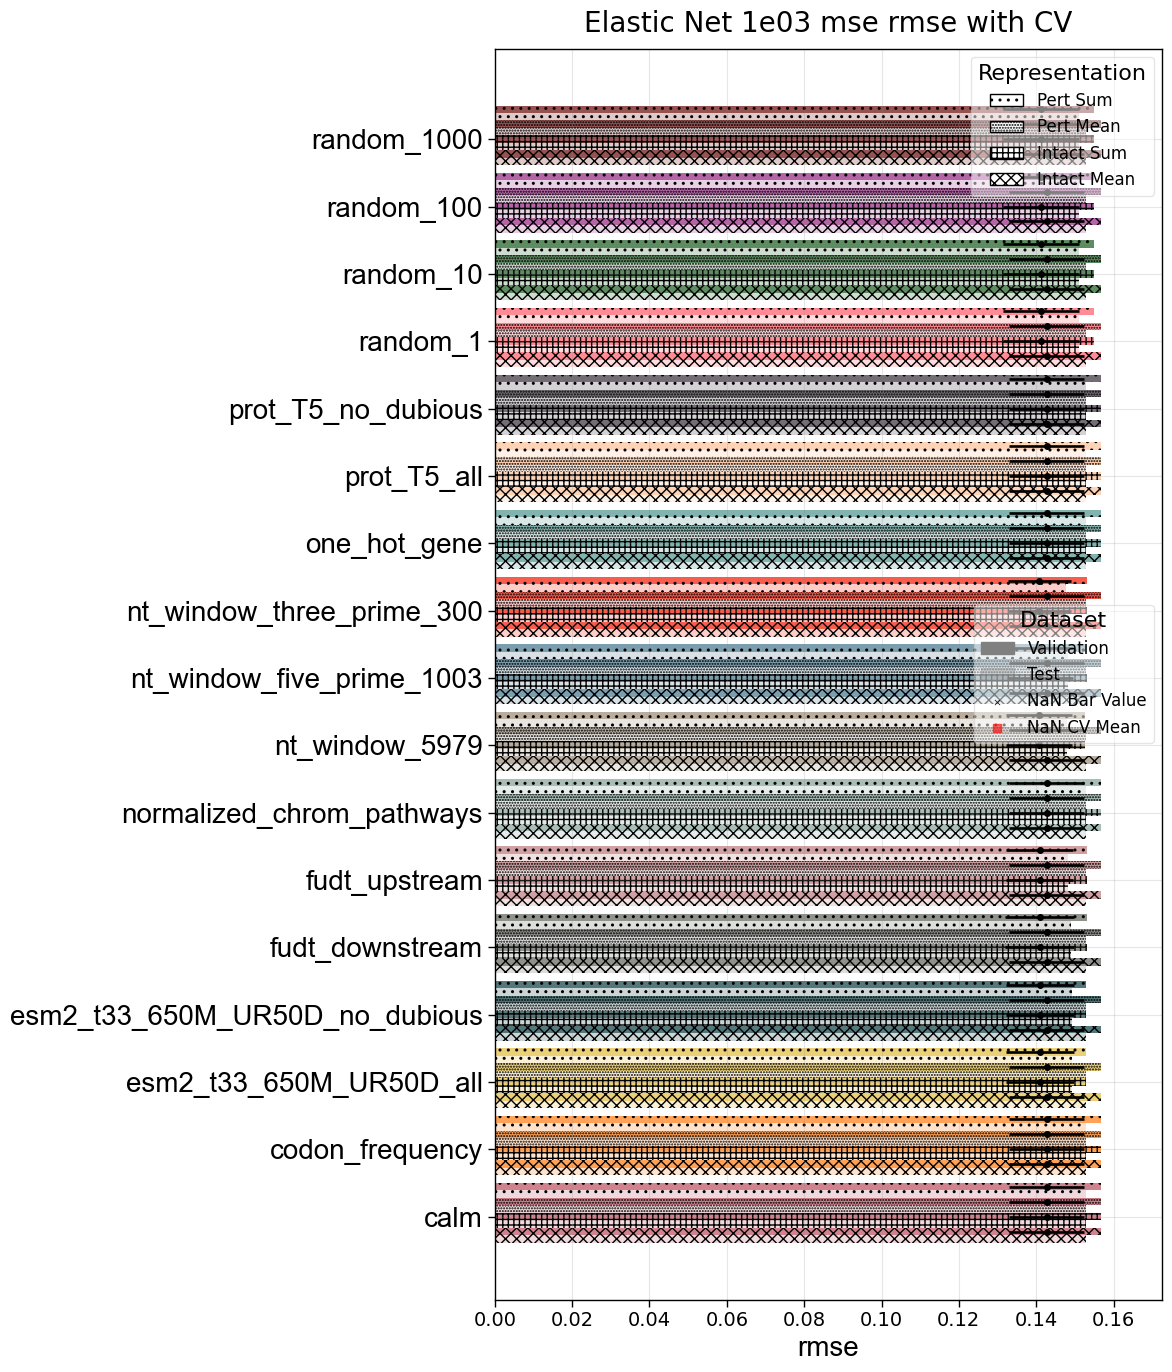 Elastic Net 1e03 mse rmse with CV
Representation
Pert Sum
Pert Mean
Intact Sum
Intact Mean
random_1000
random_100
random_10
random_1
prot_T5_no_dubious
prot_T5_all
one_hot_gene
nt_window_three_prime_300
Dataset
Validation
Test
NaN Bar Value
NaN CV Mean
nt_window_five_prime_1003
nt_window_5979
normalized_chrom_pathways
fudt_upstream
fudt_downstream
esm2_t33_650M_UR50D_no_dubious
esm2_t33_650M_UR50D_all
codon_frequency
calm
0.00 0.02 0.04 0.06 0.08 0.10 0.12 0.14 0.16
rmse